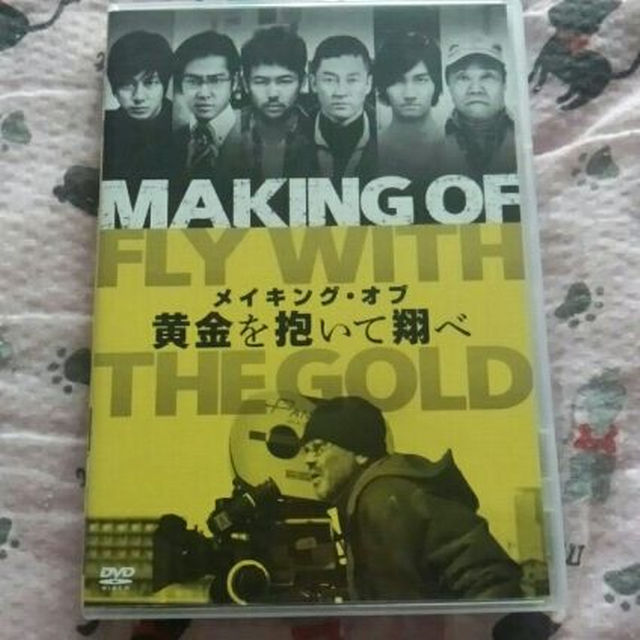 MAKING OF
FLY WITH
メイキング・オブ
黄金を抱いて翔べ
THE GOLD
DVD
VIDEO